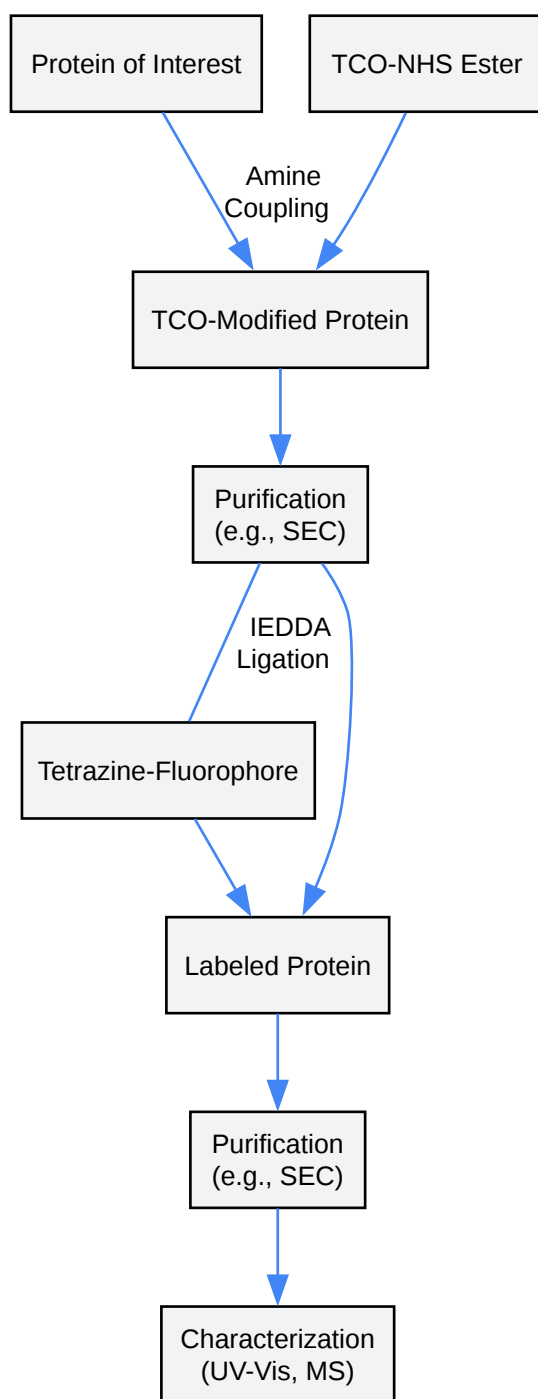 Protein of Interest
TCO-NHS Ester
Amine
Coupling
TCO-Modified Protein
Purification
(e.g., SEC)
IEDDA
Ligation
Tetrazine-Fluorophore
Labeled Protein
Purification
(e.g., SEC)
Characterization
(UV-Vis, MS)